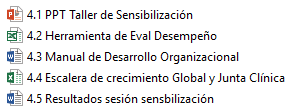 4.1 PPT Taller de Sensibilización
4.2 Herramienta de Eval Desempeño
4.3 Manual de Desarrollo Organizacional
4.4 Escalera de crecimiento Global y Junta Clínica
4.5 Resultados sesión sensbilización